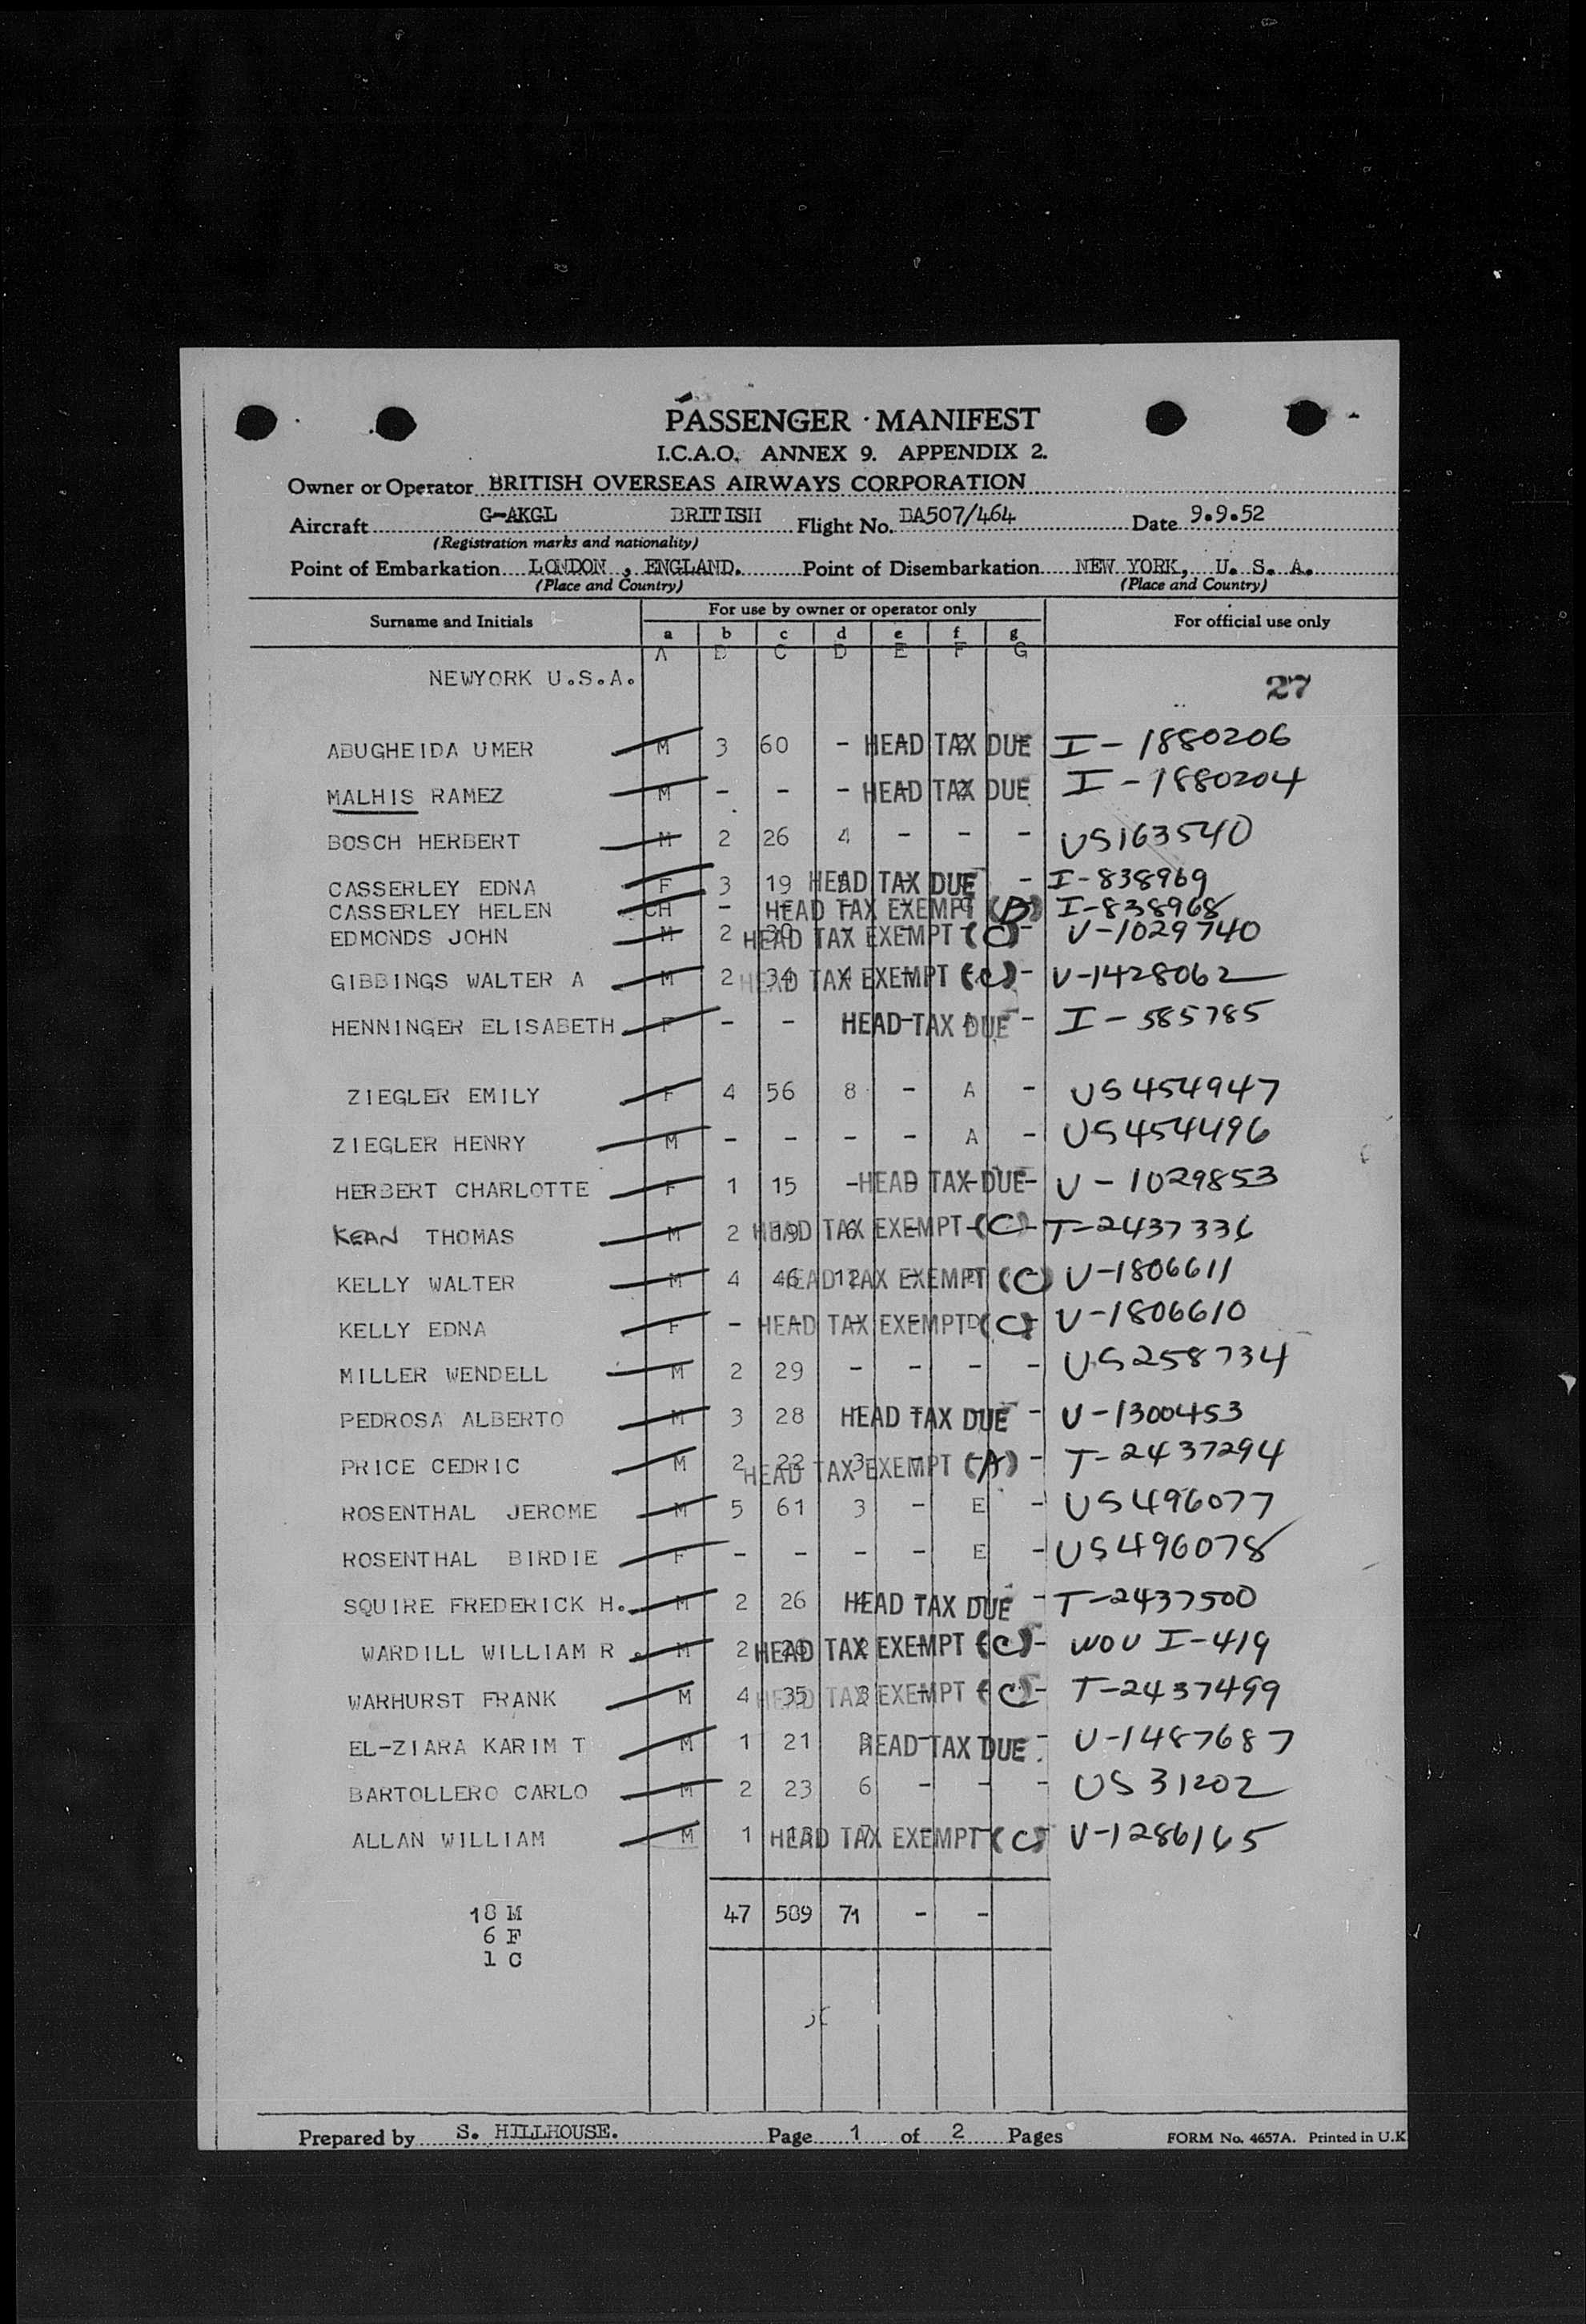 PASSENGER MANIFEST
I.C.A.O. ANNEX 9. APPENDIX 2.
Owner or Operator BRITISH OVERSEAS AIRWAYS CORPORATION
Aircraft G-AKGL BRITISH Flight No. BA507/464 Date 9.9.52
(Registration marks and nationality)
Point of Embarkation LONDON, ENGLAND. Point of Disembarkation NEW YORK, U. S. A.
(Place and Country) (Place and Country)
Surname and Initials For use by owner or operator only For official use only
a b c d e f g
A B C D E F G
NEWYORK U.S.A. 27
ABUGHEIDA UMER M 3 60 - HEAD TAX DUE I-1880206
MALHIS RAMEZ M - - - HEAD TAX DUE I-1880204
BOSCH HERBERT M 2 26 4 - - - US163540
CASSERLEY EDNA F 3 19 HEAD TAX DUE - I-838969
CASSERLEY HELEN CH - HEAD TAX EXEMPT (B) I-838968
EDMONDS JOHN M 2 30 HEAD TAX EXEMPT (C) - V-1029740
GIBBINGS WALTER A M 2 34 4 HEAD TAX EXEMPT (C) - V-1428062
HENNINGER ELISABETH F - - HEAD TAX DUE - I-585785
ZIEGLER EMILY F 4 56 8 - A - US454947
ZIEGLER HENRY M - - - - A - US454496
HERBERT CHARLOTTE F 1 15 - HEAD TAX DUE - V-1029853
KEAN THOMAS M 2 19 6 HEAD TAX EXEMPT (C) - T-2437336
KELLY WALTER M 4 46 12 HEAD TAX EXEMPT (C) V-1806611
KELLY EDNA F - HEAD TAX EXEMPT D (C) - V-1806610
MILLER WENDELL M 2 29 - - - - US258734
PEDROSA ALBERTO M 3 28 HEAD TAX DUE - V-1300453
PRICE CEDRIC M 2 22 3 HEAD TAX EXEMPT (A) - T-2437294
ROSENTHAL JEROME M 5 61 3 - E - US496077
ROSENTHAL BIRDIE F - - - - E - US496078
SQUIRE FREDERICK H. M 2 26 HEAD TAX DUE - T-2437500
WARDILL WILLIAM R . M 2 HEAD TAX EXEMPT (C) - WOV I-419
WARHURST FRANK M 4 35 3 HEAD TAX EXEMPT (C) - T-2437499
EL-ZIARA KARIM T M 1 21 HEAD TAX DUE - V-1487687
BARTOLLERO CARLO M 2 23 6 - - - US31202
ALLAN WILLIAM M 1 HEAD TAX EXEMPT (C) V-1286165
18 M 47 589 71 - -
6 F
1 C
Prepared by S. HILLHOUSE. Page 1 of 2 Pages FORM No. 4657A. Printed in U.K